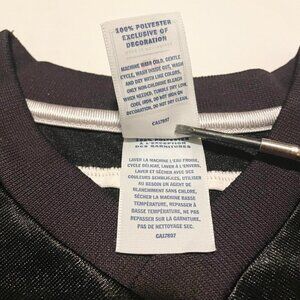 100% POLYESTER
EXCLUSIVE OF
DECORATION
MACHINE WASH COLD, GENTLE
CYCLE, WASH INSIDE OUT, WASH
AND DRY WITH LIKE COLORS,
ONLY NON-CHLORINE BLEACH
WHEN NEEDED, TUMBLE DRY LOW,
COOL IRON, DO NOT IRON
DECORATION, DO NOT DRY CLEAN
CA17697
100% POLYESTER
À L'EXCEPTION
DES GARNITURES
LAVER LA MACHINE L'EAU FROIDE,
CYCLE DÉLICAT, LAVER À L'ENVERS,
LAVER ET SÉCHER AVEC DES
COULEURS SEMBLABLES, UTILISER
AU BESOIN UN AGENT DE
BLANCHIMENT SANS CHLORE,
SÉCHER LA MACHINE BASSE
TEMPÉRATURE, NE PAS
TEMPÉRATURE, REPASSER À BASSE
REPASSER SUR LA GARNITURE,
PAS DE NETTOYAGE SEC.
CA17697